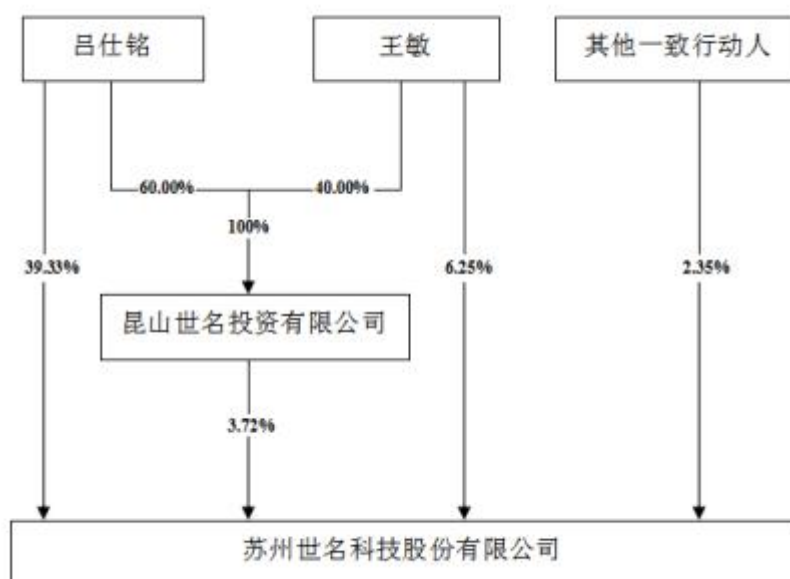 吕仕铭
王敏
其他一致行动人
60.00%
40.00%
100%
39.33%
6.25%
2.35%
昆山世名投资有限公司
3.72%
苏州世名科技股份有限公司